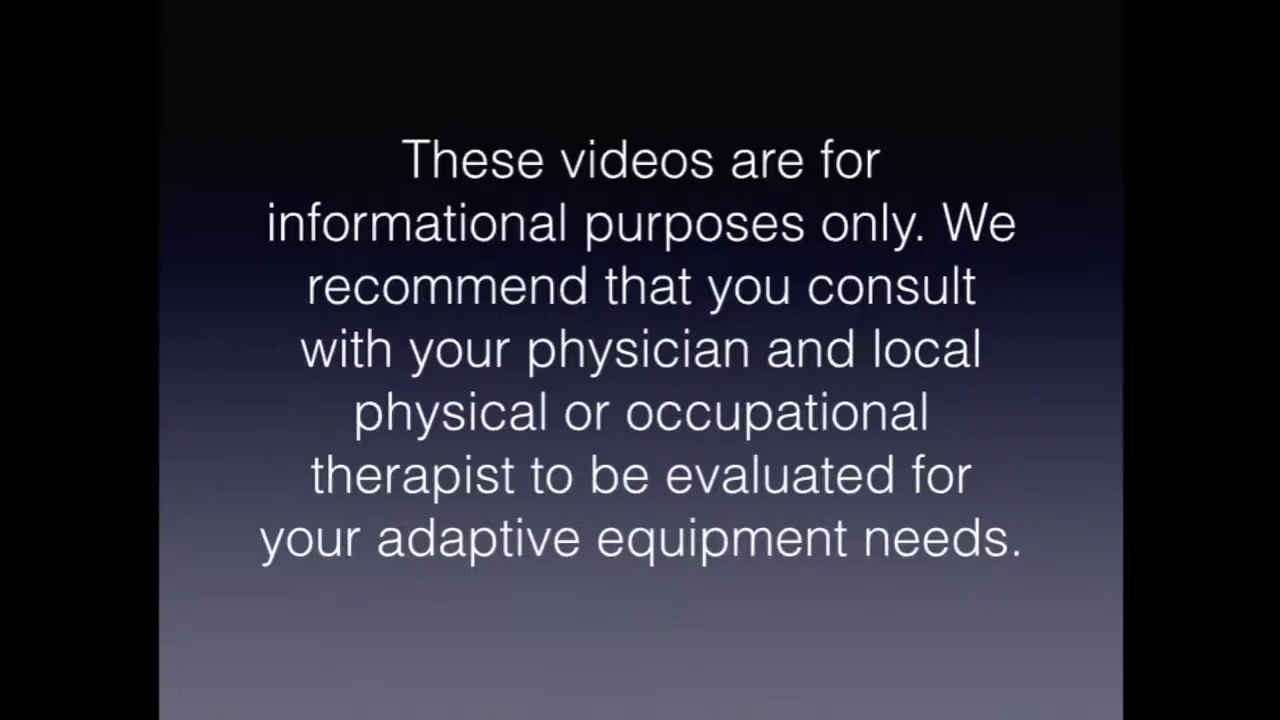 These videos are for
informational purposes only. We
recommend that you consult
with your physician and local
physical or occupational
therapist to be evaluated for
your adaptive equipment needs.